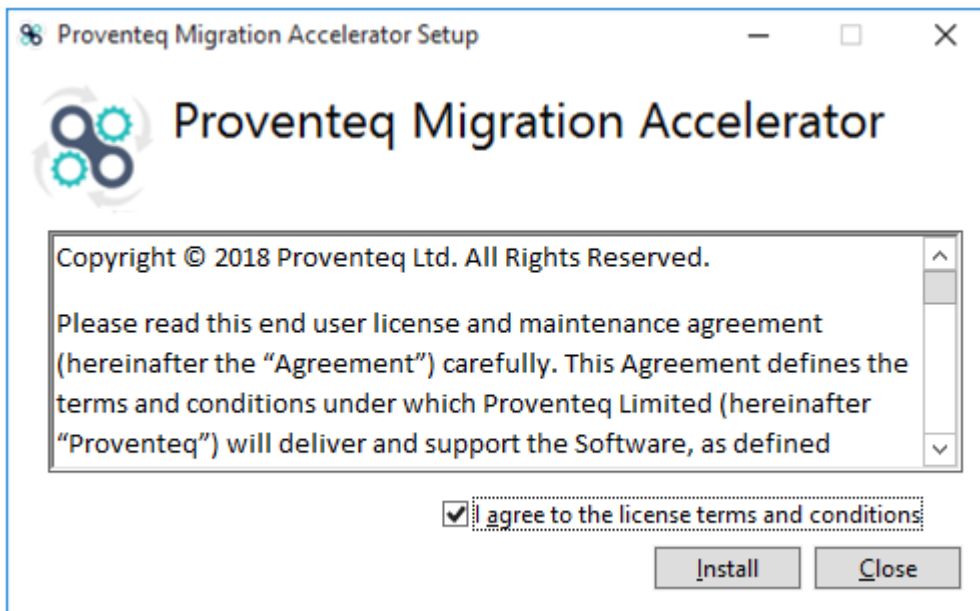 Proventeq Migration Accelerator Setup
Proventeq Migration Accelerator
Copyright © 2018 Proventeq Ltd. All Rights Reserved.
Please read this end user license and maintenance agreement
(hereinafter the “Agreement”) carefully. This Agreement defines the
terms and conditions under which Proventeq Limited (hereinafter
“Proventeq”) will deliver and support the Software, as defined
I agree to the license terms and conditions
Install Close